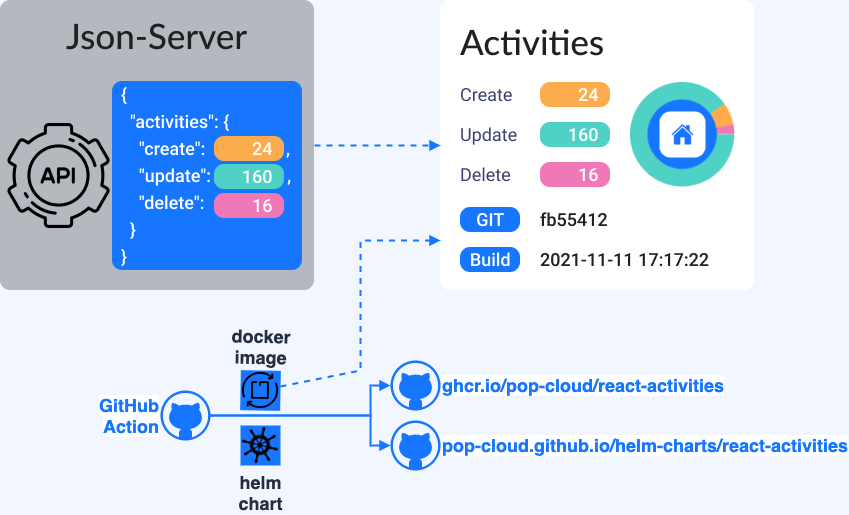 Json-Server
{
"activities": {
"create": 24 ,
"update": 160 ,
"delete": 16
}
}
API
Activities
Create 24
Update 160
Delete 16
GIT fb55412
Build 2021-11-11 17:17:22
docker
image
GitHub
Action
helm
chart
ghcr.io/pop-cloud/react-activities
pop-cloud.github.io/helm-charts/react-activities